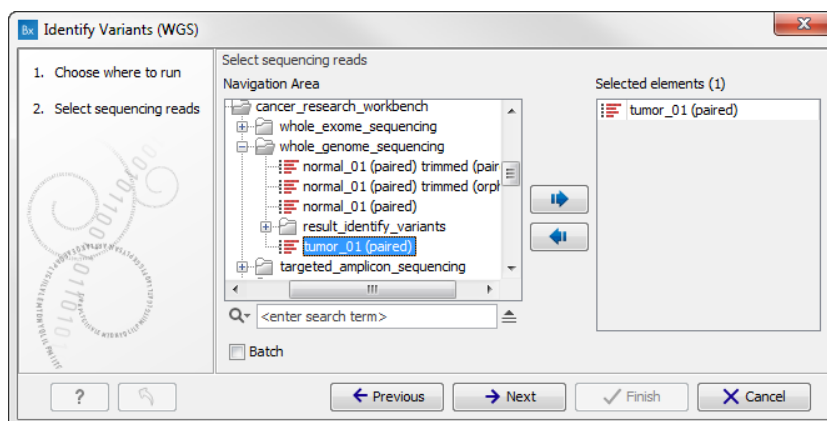 Bx Identify Variants (WGS)
1. Choose where to run
2. Select sequencing reads
Select sequencing reads
Navigation Area
cancer_research_workbench
whole_exome_sequencing
whole_genome_sequencing
normal_01 (paired) trimmed (pair
normal_01 (paired) trimmed (orph
normal_01 (paired)
result_identify_variants
tumor_01 (paired)
targeted_amplicon_sequencing
<enter search term>
Batch
Selected elements (1)
tumor_01 (paired)
?
Previous
Next
Finish
Cancel